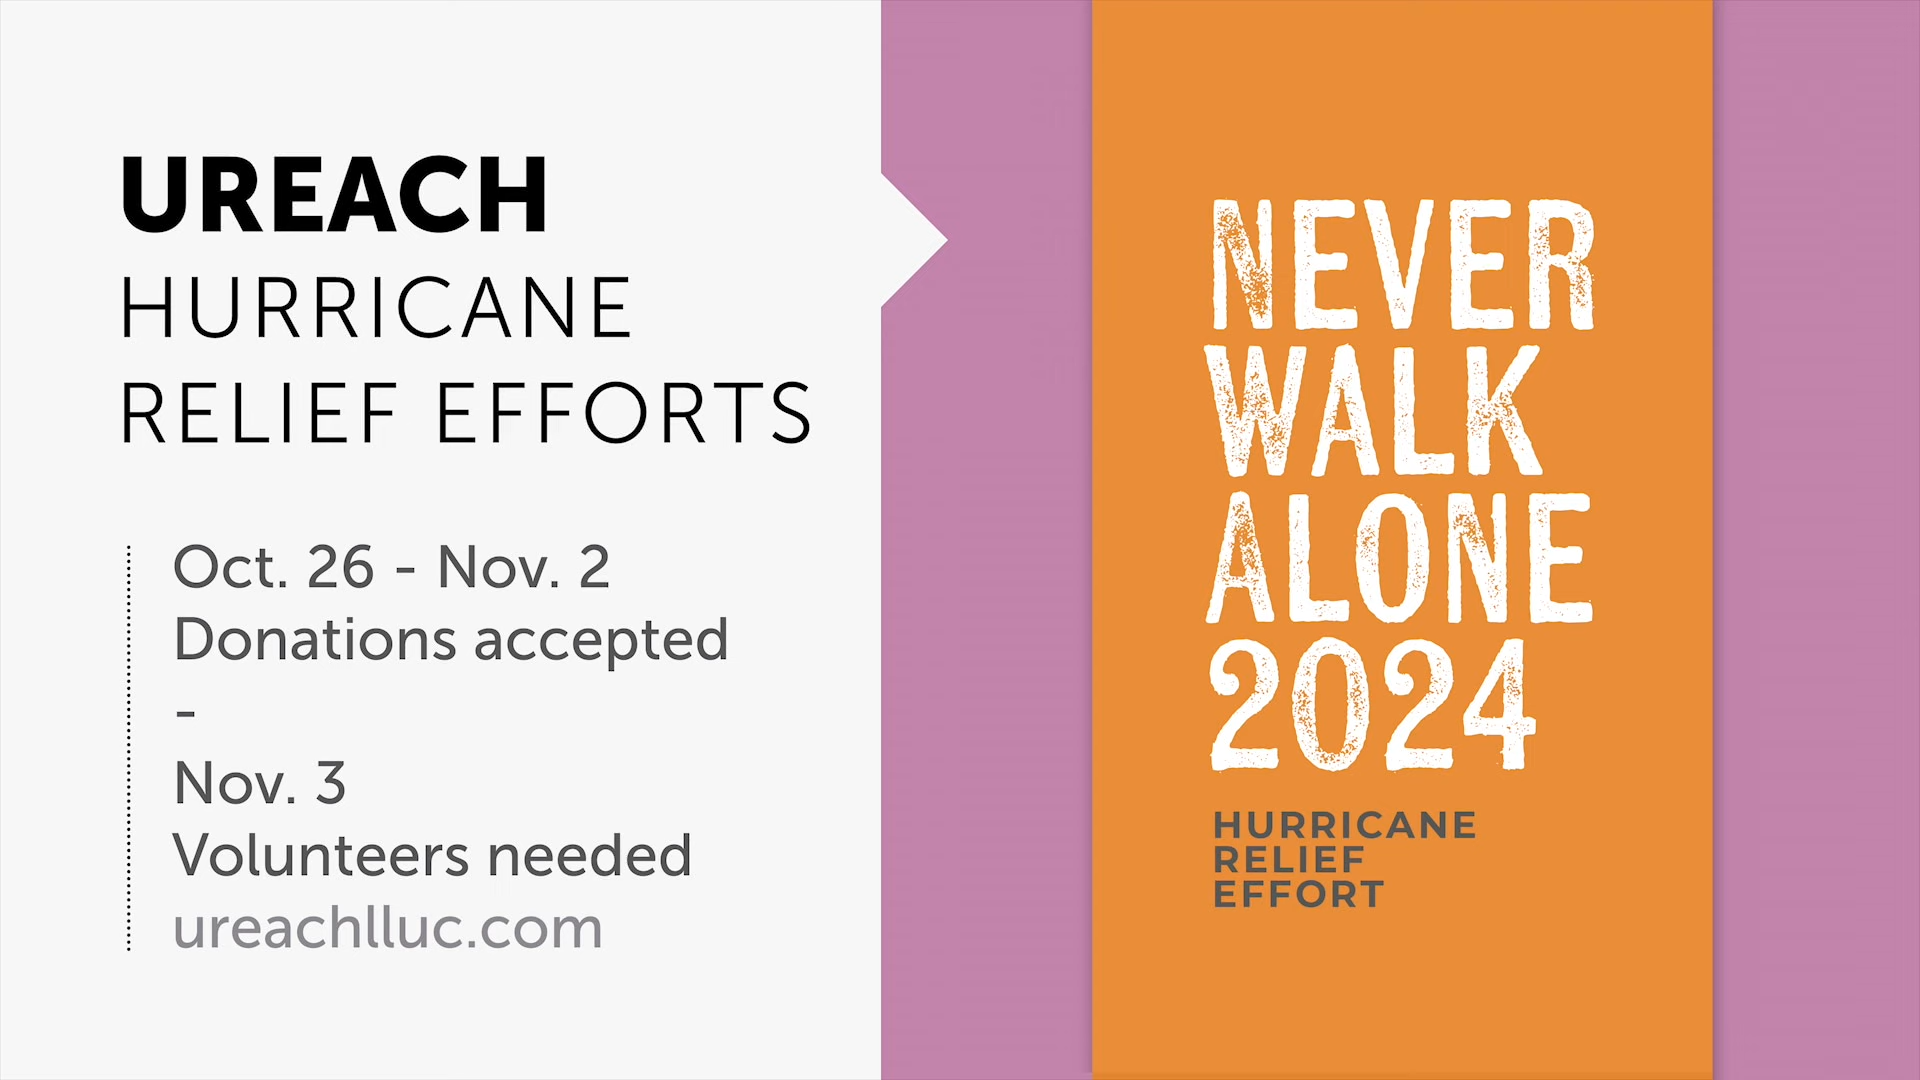 UREACH
HURRICANE
RELIEF EFFORTS
Oct. 26 - Nov. 2
Donations accepted
-
Nov. 3
Volunteers needed
ureachlluc.com
NEVER
WALK
ALONE
2024
HURRICANE
RELIEF
EFFORT